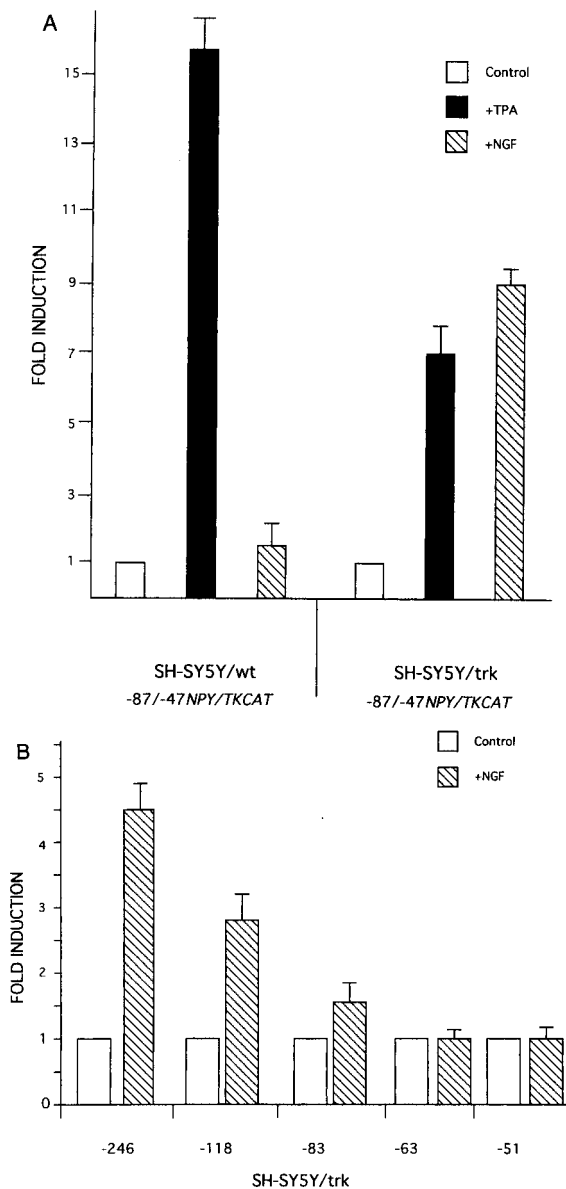 A
Control
+TPA
+NGF
15
13
11
9
7
5
3
1
FOLD INDUCTION
SH-SY5Y/wt
-87/-47NPY/TKCAT
SH-SY5Y/trk
-87/-47NPY/TKCAT
B
Control
+NGF
5
4
3
2
1
0
FOLD INDUCTION
-246
-118
-83
-63
-51
SH-SY5Y/trk